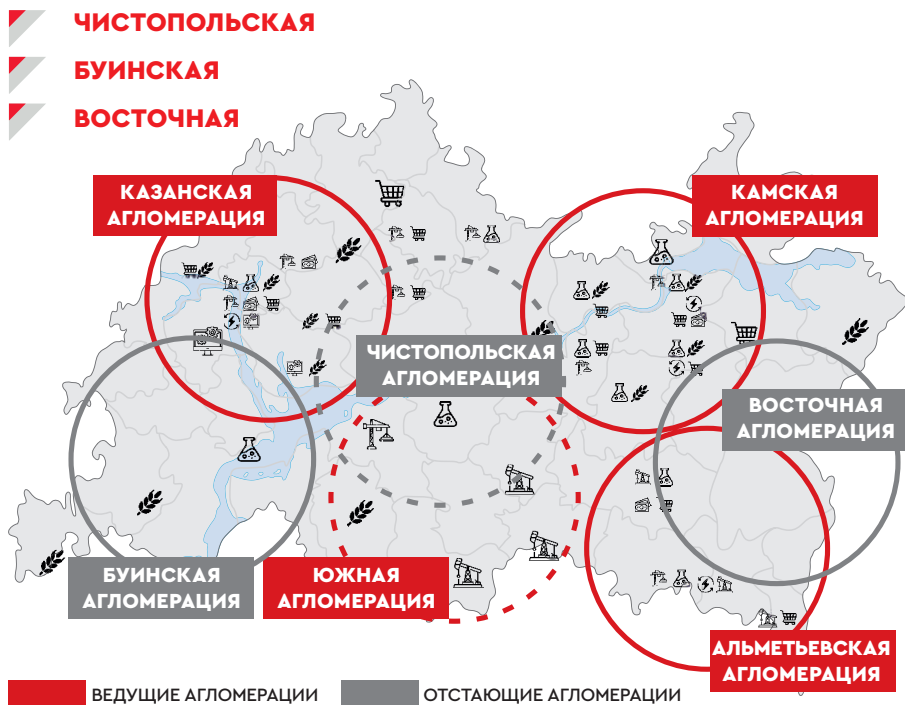 ЧИСТОПОЛЬСКАЯ
БУИНСКАЯ
ВОСТОЧНАЯ
КАЗАНСКАЯ
АГЛОМЕРАЦИЯ
КАМСКАЯ
АГЛОМЕРАЦИЯ
ЧИСТОПОЛЬСКАЯ
АГЛОМЕРАЦИЯ
ВОСТОЧНАЯ
АГЛОМЕРАЦИЯ
БУИНСКАЯ
АГЛОМЕРАЦИЯ
ЮЖНАЯ
АГЛОМЕРАЦИЯ
АЛЬМЕТЬЕВСКАЯ
АГЛОМЕРАЦИЯ
ВЕДУЩИЕ АГЛОМЕРАЦИИ
ОТСТАЮЩИЕ АГЛОМЕРАЦИИ